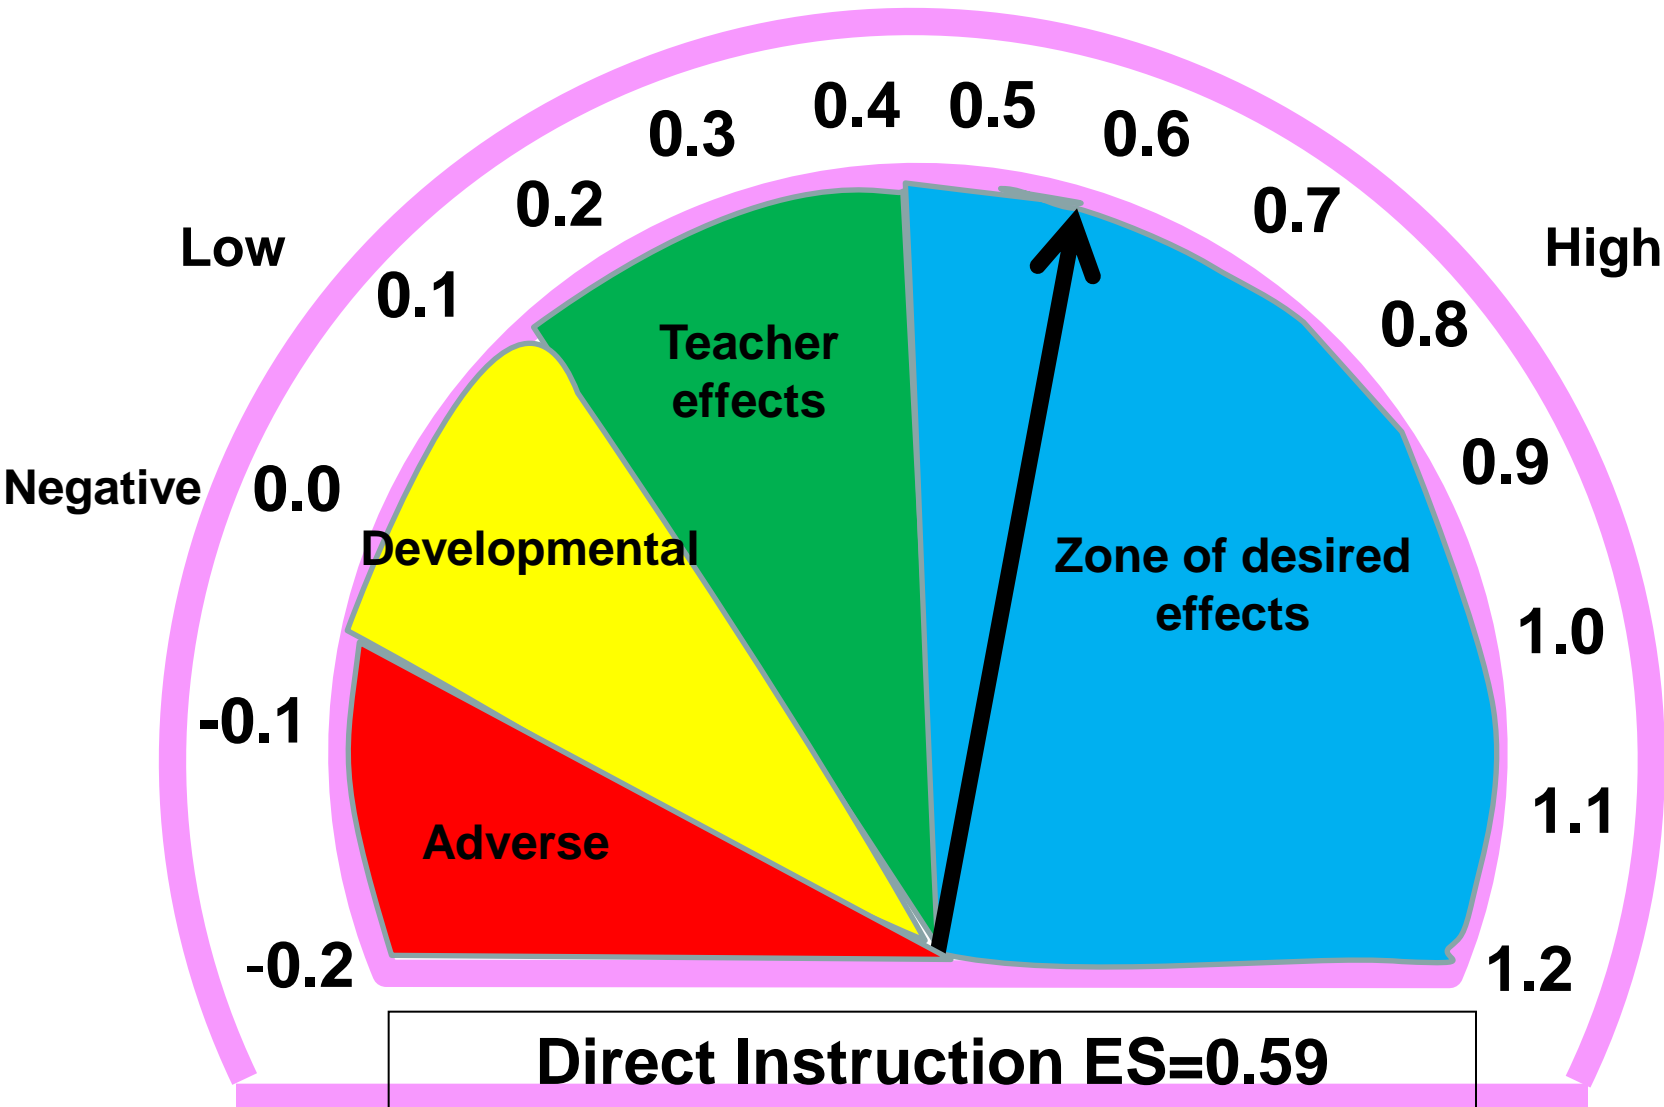 0.4
0.5
0.3
0.6
0.2
0.7
Low
High
0.1
0.8
Teacher
effects
Negative
0.0
0.9
Developmental
Zone of desired
effects
1.0
-0.1
1.1
Adverse
-0.2
1.2
Direct Instruction ES=0.59